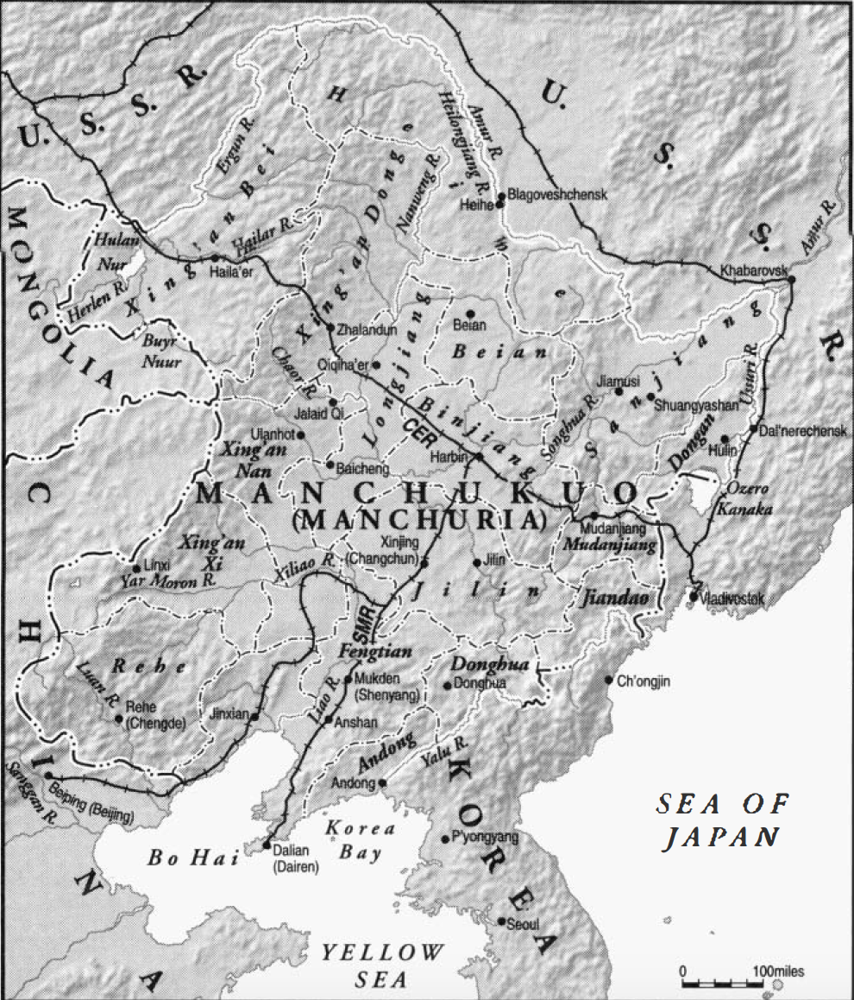 U. S. S. R.
U. S. S. R.
MONGOLIA
CHINA
KOREA
MANCHUKUO
(MANCHURIA)
Heihe
Xing'an Bei
Xing'an Dong
Longjiang
Beian
Binjiang
Sanjiang
Dongan
Xing'an
Nan
Xing'an
Xi
Mudanjiang
Jiandao
Jilin
Fengtian
Donghua
Andong
Rehe
Ergun R.
Hailar R.
Nanweng R.
Heilongjiang R.
Amur R.
Amur R.
Ussuri R.
Songhua R.
Chaor R.
Herlen R.
Hulan
Nur
Buyr
Nuur
Yar Moron R.
Xiliao R.
Liao R.
Luan R.
Sanggan R.
Yalu R.
Ozero
Kanaka
CER
SMR
Blagoveshchensk
Heihe
Khabarovsk
Haila'er
Zhalandun
Beian
Qiqiha'er
Jiamusi
Shuangyashan
Jalaid Qi
Ulanhot
Baicheng
Harbin
Hulin
Dal'nerechensk
Mudanjiang
Xinjing
(Changchun)
Jilin
Linxi
Vladivostok
Mukden
(Shenyang)
Donghua
Ch'ongjin
Rehe
(Chengde)
Jinxian
Anshan
Andong
Beiping (Beijing)
Dalian
(Dairen)
P'yongyang
Seoul
Bo Hai
Korea
Bay
YELLOW
SEA
SEA OF
JAPAN
0 100miles